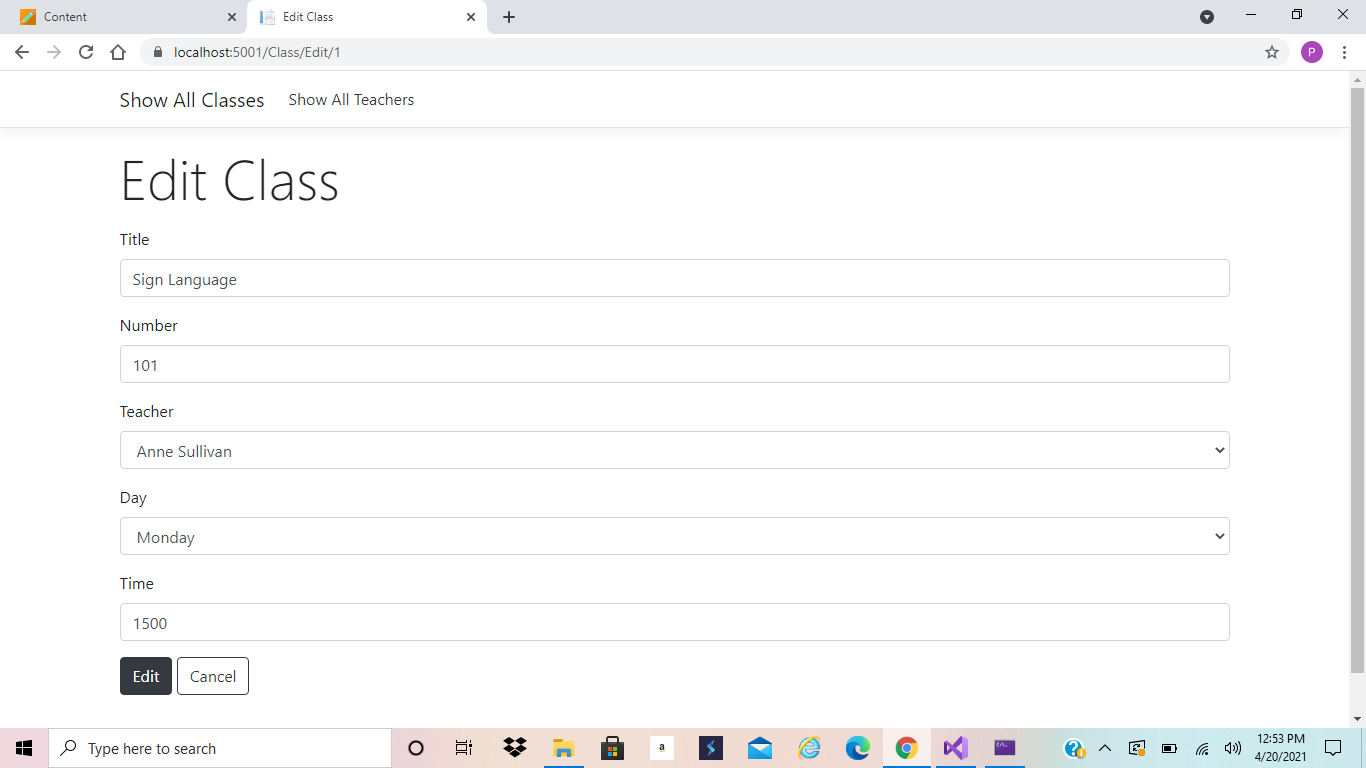 Content
Edit Class
localhost:5001/Class/Edit/1
P
Show All Classes Show All Teachers
Edit Class
Title
Sign Language
Number
101
Teacher
Anne Sullivan
Day
Monday
Time
1500
Edit Cancel
Type here to search
a
12:53 PM
4/20/2021